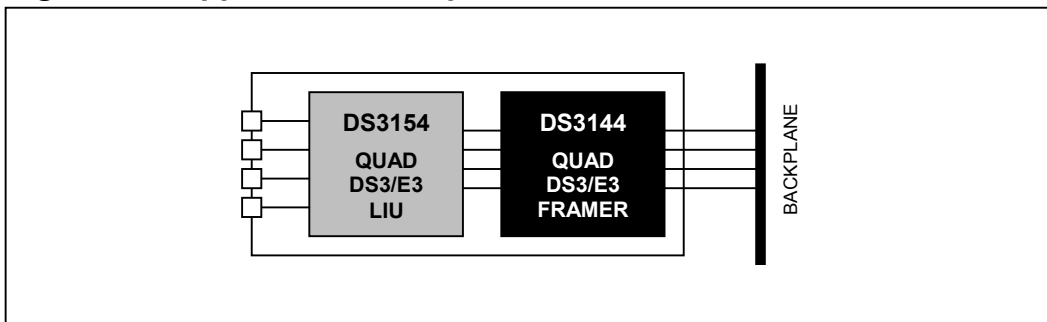 DS3154
QUAD
DS3/E3
LIU
DS3144
QUAD
DS3/E3
FRAMER
BACKPLANE